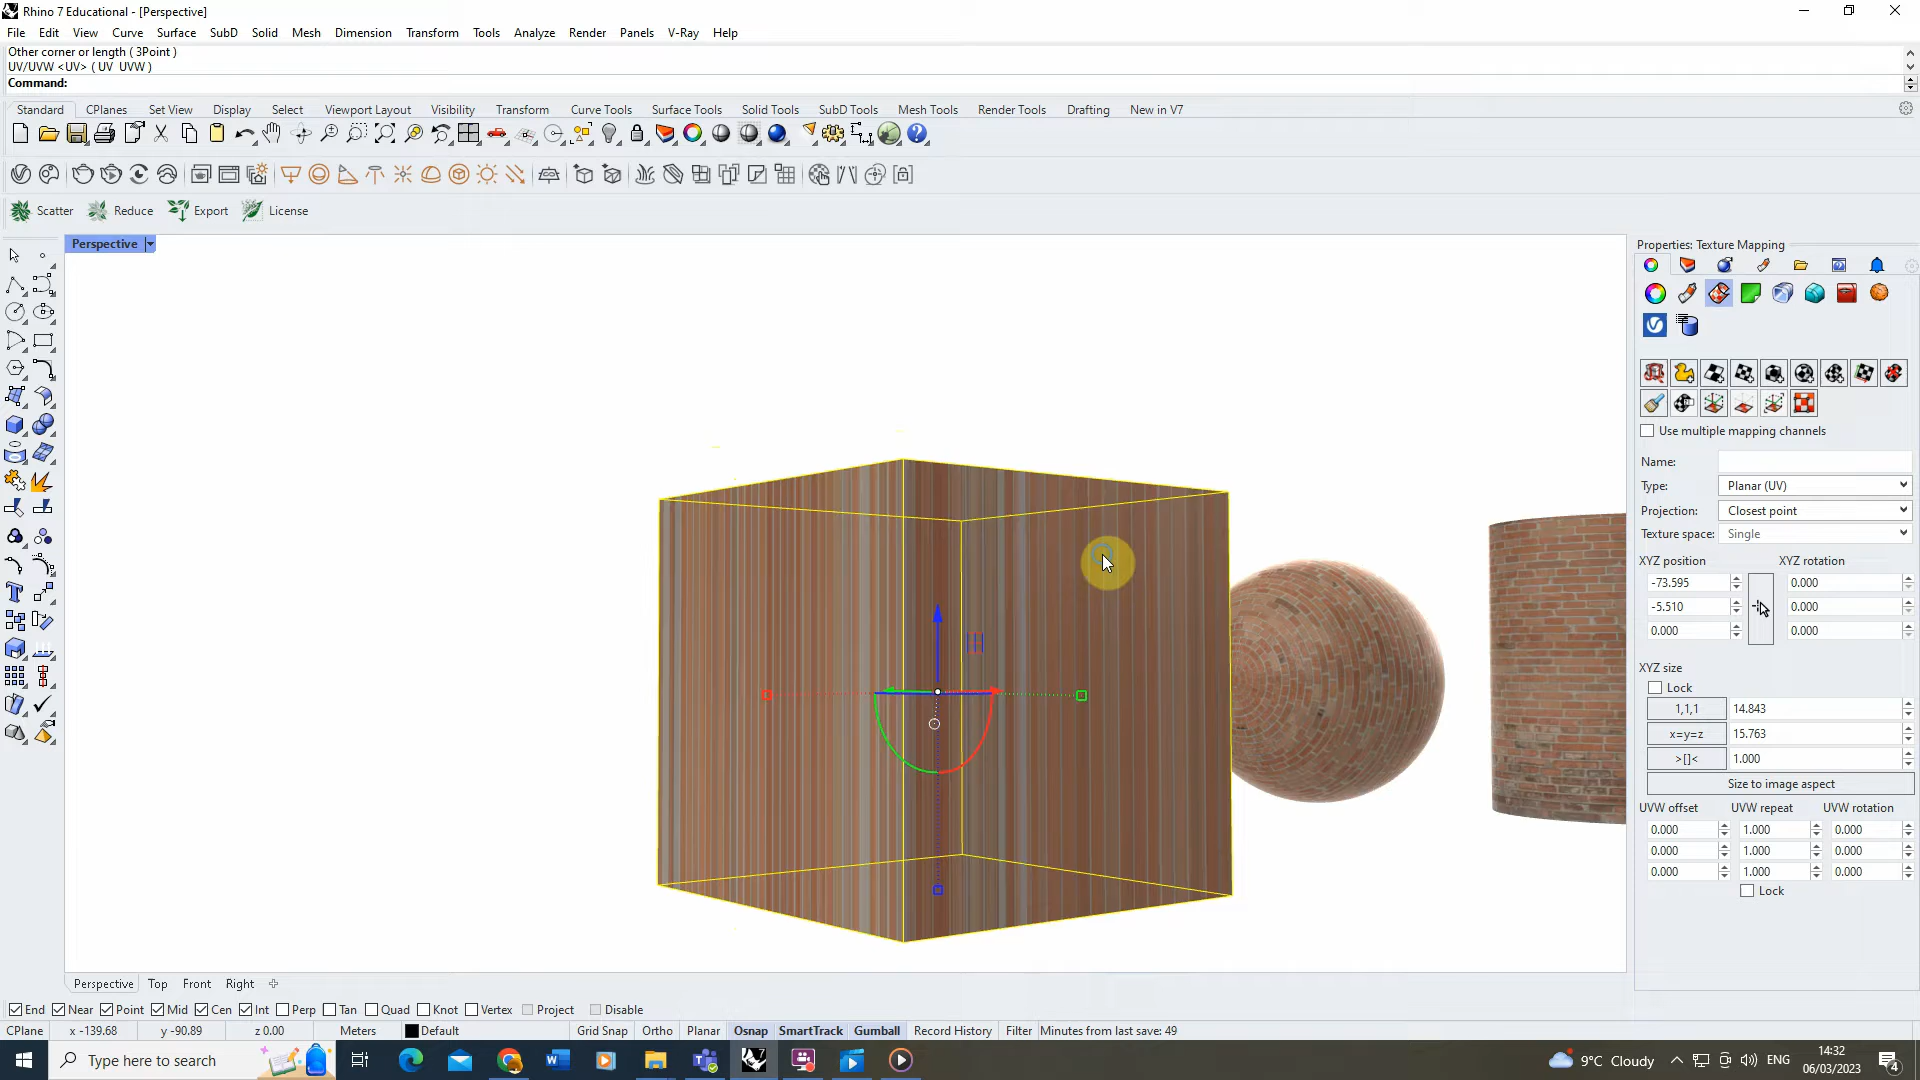 Rhino 7 Educational - [Perspective]
File Edit View Curve Surface SubD Solid Mesh Dimension Transform Tools Analyze Render Panels V-Ray Help
Other corner or length ( 3Point )
UV/UVW <UV> ( UV UVW )
Command:
Standard CPlanes Set View Display Select Viewport Layout Visibility Transform Curve Tools Surface Tools Solid Tools SubD Tools Mesh Tools Render Tools Drafting New in V7
Scatter Reduce Export License
Perspective
Properties: Texture Mapping
Use multiple mapping channels
Name:
Type: Planar (UV)
Projection: Closest point
Texture space: Single
XYZ position XYZ rotation
-73.595 0.000
-5.510 0.000
0.000 0.000
XYZ size
Lock
1,1,1 14.843
x=y=z 15.763
>[]< 1.000
Size to image aspect
UVW offset UVW repeat UVW rotation
0.000 1.000 0.000
0.000 1.000 0.000
0.000 1.000 0.000
Lock
Perspective Top Front Right
End Near Point Mid Cen Int Perp Tan Quad Knot Vertex Project Disable
CPlane x -139.68 y -90.89 z 0.00 Meters Default Grid Snap Ortho Planar Osnap SmartTrack Gumball Record History Filter Minutes from last save: 49
Type here to search 9°C Cloudy ENG 14:32
06/03/2023 4